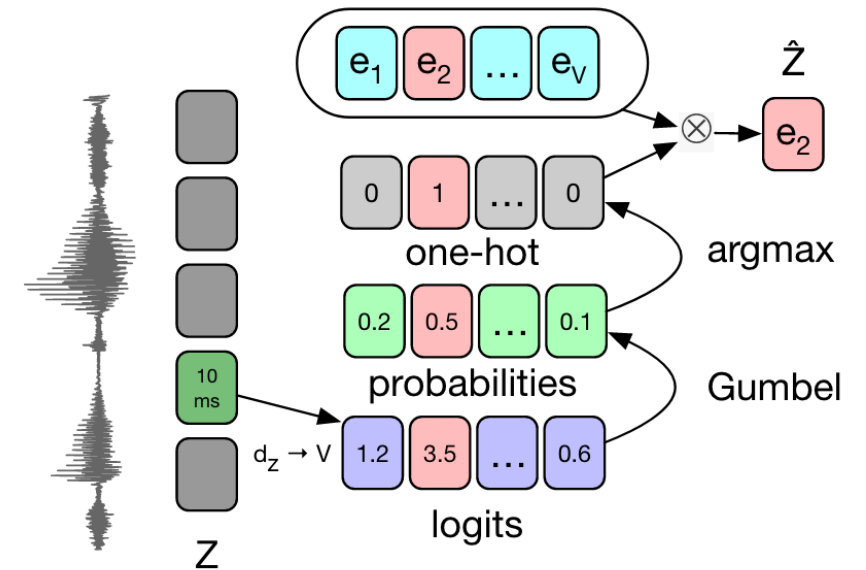 e1 e2 ... eV
Ẑ
e2
0 1 ... 0
one-hot
argmax
0.2 0.5 ... 0.1
probabilities
Gumbel
10
ms
dz → V
1.2 3.5 ... 0.6
logits
Z